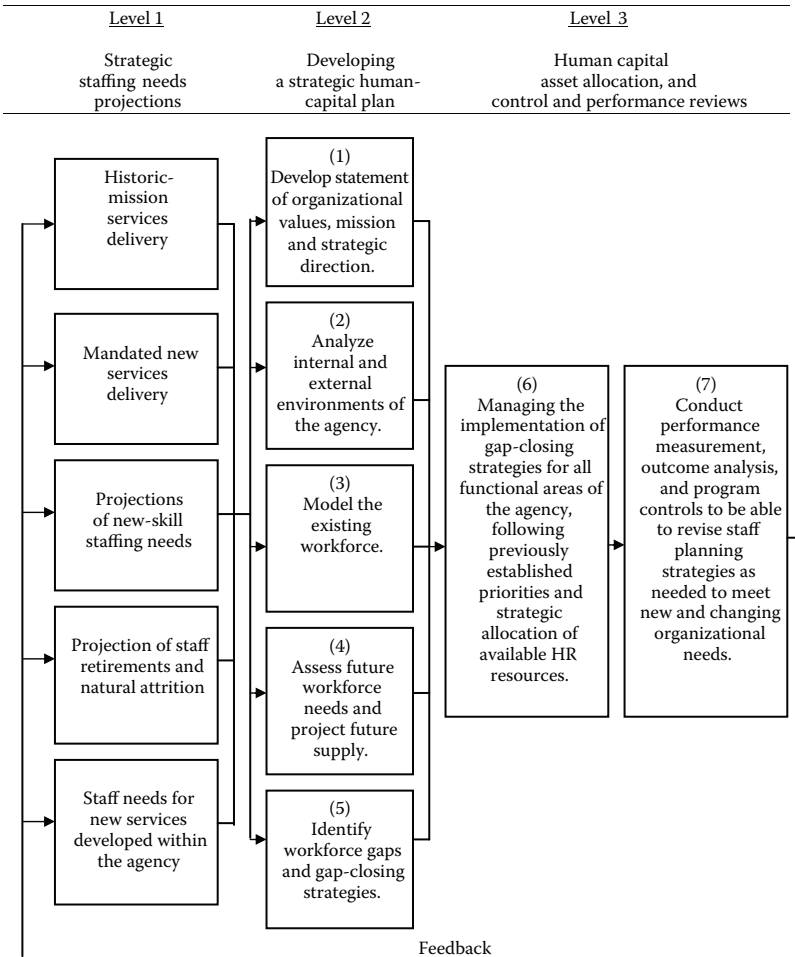 Level 1
Strategic
staffing needs
projections
Level 2
Developing
a strategic human-
capital plan
Level 3
Human capital
asset allocation, and
control and performance reviews
Historic-
mission
services
delivery
Mandated new
services
delivery
Projections
of new-skill
staffing needs
Projection of staff
retirements and
natural attrition
Staff needs for
new services
developed within
the agency
(1)
Develop statement
of organizational
values, mission
and strategic
direction.
(2)
Analyze
internal and
external
environments of
the agency.
(3)
Model the
existing
workforce.
(4)
Assess future
workforce
needs and
project future
supply.
(5)
Identify
workforce gaps
and gap-closing
strategies.
(6)
Managing the
implementation of
gap-closing
strategies for all
functional areas of
the agency,
following
previously
established
priorities and
strategic
allocation of
available HR
resources.
(7)
Conduct
performance
measurement,
outcome analysis,
and program
controls to be able
to revise staff
planning
strategies as
needed to meet
new and changing
organizational
needs.
Feedback